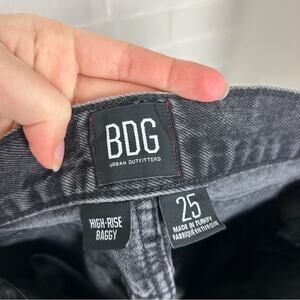 BDG
URBAN OUTFITTERS
HIGH-RISE
BAGGY
25
MADE IN TURKEY
FABRIQUÉ EN TURQUIE